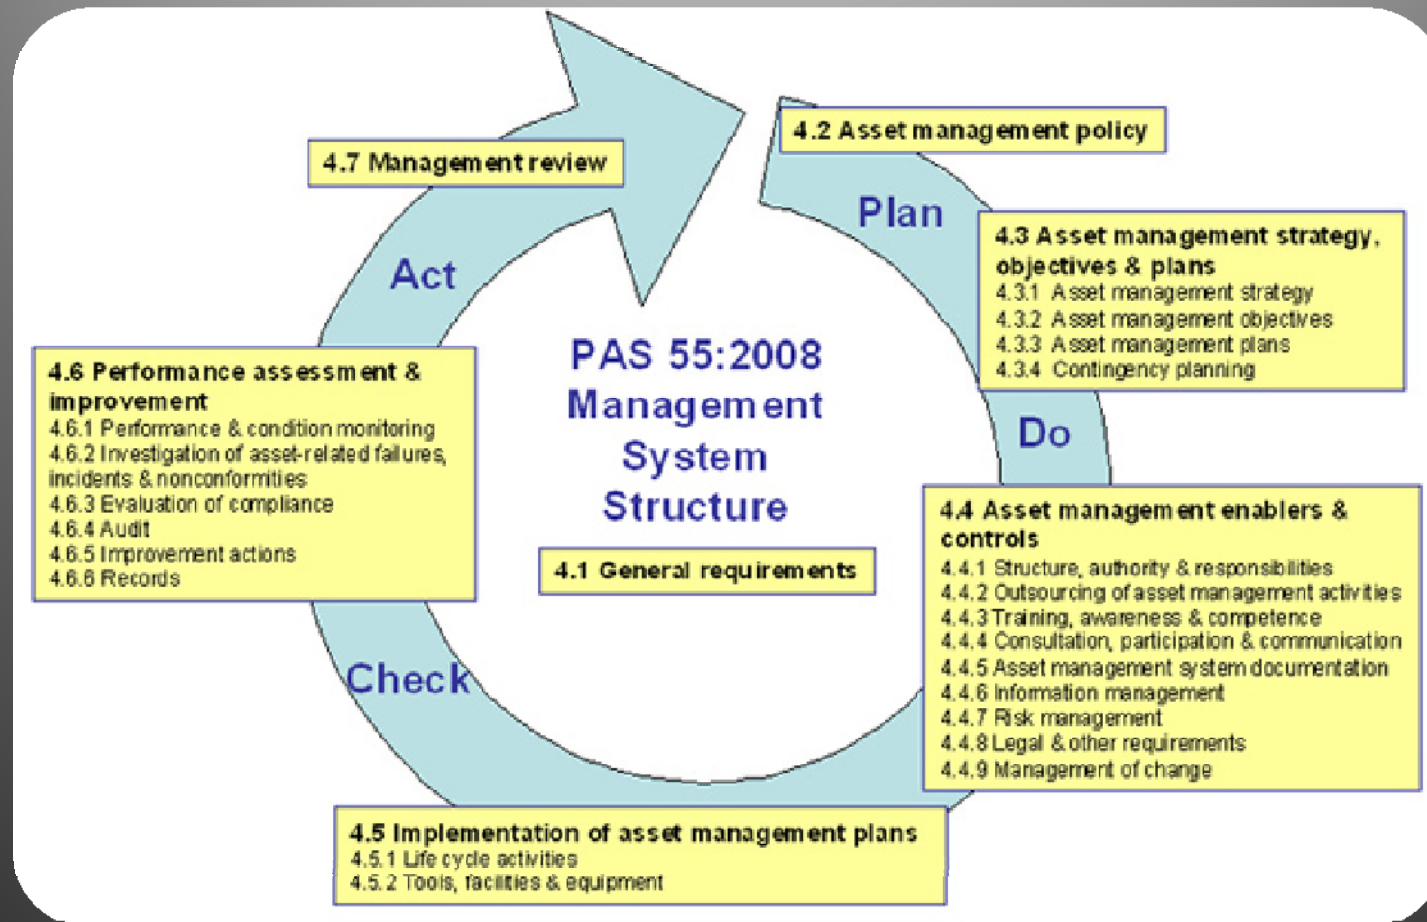 4.2 Asset management policy
4.7 Management review
Plan
4.3 Asset management strategy,
objectives & plans
4.3.1 Asset management strategy
4.3.2 Asset management objectives
4.3.3 Asset management plans
4.3.4 Contingency planning
Act
PAS 55:2008
Management
System
Structure
4.1 General requirements
Do
4.4 Asset management enablers &
controls
4.4.1 Structure, authority & responsibilities
4.4.2 Outsourcing of asset management activities
4.4.3 Training, awareness & competence
4.4.4 Consultation, participation & communication
4.4.5 Asset management system documentation
4.4.6 Information management
4.4.7 Risk management
4.4.8 Legal & other requirements
4.4.9 Management of change
4.6 Performance assessment &
improvement
4.6.1 Performance & condition monitoring
4.6.2 Investigation of asset-related failures,
incidents & nonconformities
4.6.3 Evaluation of compliance
4.6.4 Audit
4.6.5 Improvement actions
4.6.6 Records
Check
4.5 Implementation of asset management plans
4.5.1 Life cycle activities
4.5.2 Tools, facilities & equipment